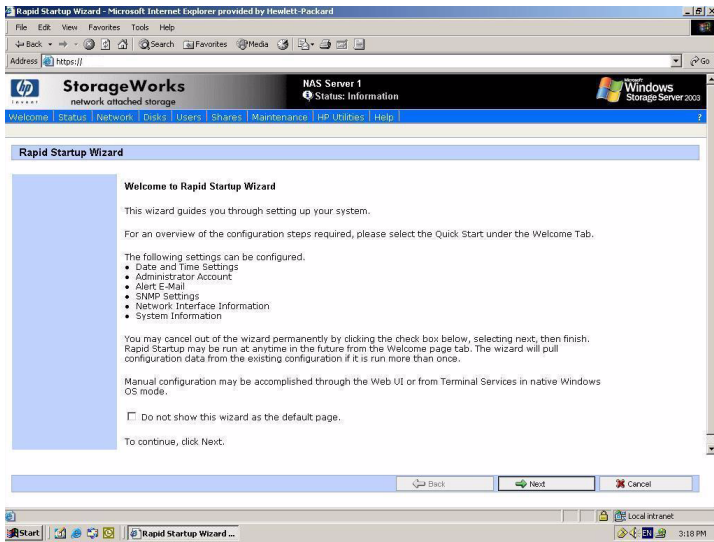 Rapid Startup Wizard - Microsoft Internet Explorer provided by Hewlett-Packard
File Edit View Favorites Tools Help
Back Search Favorites Media
Address https:// Go
hp invent
StorageWorks
network attached storage
NAS Server 1
Status: Information
Microsoft
Windows
Storage Server 2003
Welcome Status Network Disks Users Shares Maintenance HP Utilities Help ?
Rapid Startup Wizard
Welcome to Rapid Startup Wizard
This wizard guides you through setting up your system.
For an overview of the configuration steps required, please select the Quick Start under the Welcome Tab.
The following settings can be configured.
• Date and Time Settings
• Administrator Account
• Alert E-Mail
• SNMP Settings
• Network Interface Information
• System Information
You may cancel out of the wizard permanently by clicking the check box below, selecting next, then finish.
Rapid Startup may be run at anytime in the future from the Welcome page tab. The wizard will pull
configuration data from the existing configuration if it is run more than once.
Manual configuration may be accomplished through the Web UI or from Terminal Services in native Windows
OS mode.
Do not show this wizard as the default page.
To continue, click Next.
Back Next Cancel
Local intranet
Start Rapid Startup Wizard ... EN 3:18 PM